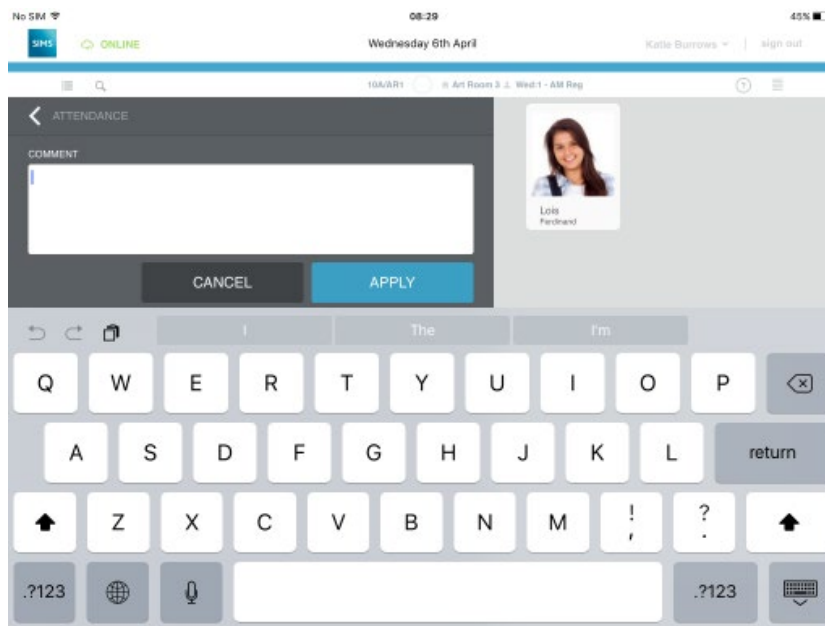 No SIM 08:29 45%
SIMS ONLINE Wednesday 6th April Katie Burrows | sign out
10A/AR1 Art Room 3 Wed:1 - AM Reg ?
ATTENDANCE
COMMENT
Lois
Ferdinand
CANCEL APPLY
I The I'm
Q W E R T Y U I O P
A S D F G H J K L return
Z X C V B N M ! , ? .
.?123 .?123